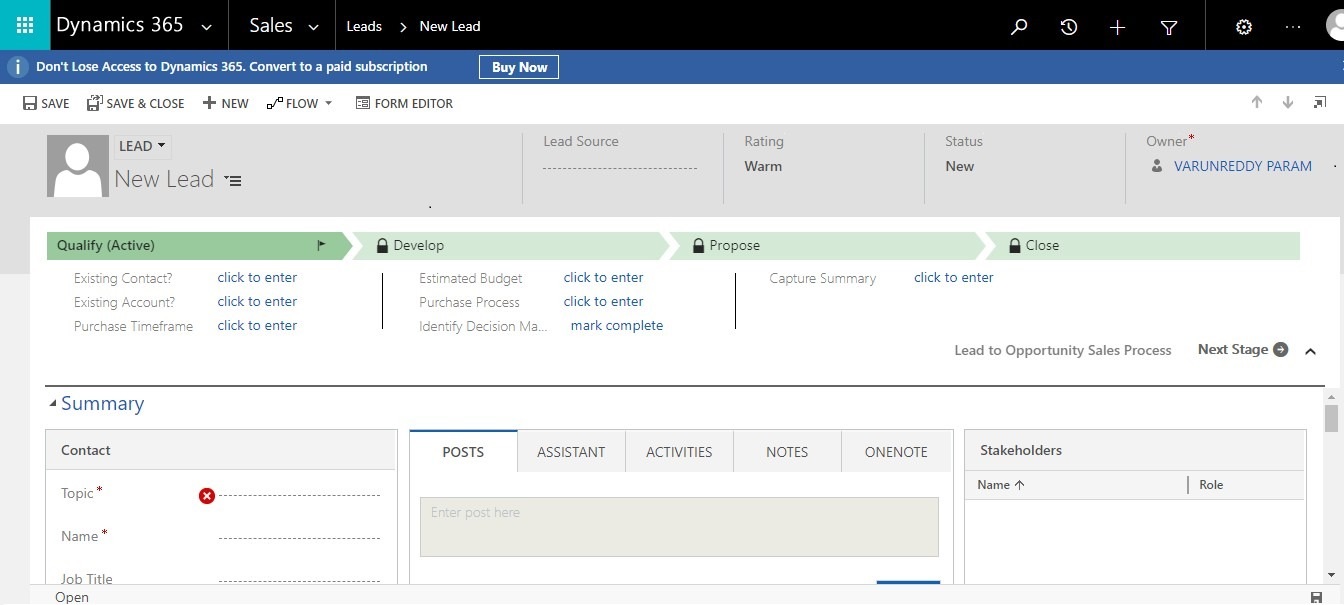 Dynamics 365 Sales Leads > New Lead
i Don't Lose Access to Dynamics 365. Convert to a paid subscription Buy Now
SAVE SAVE & CLOSE NEW FLOW FORM EDITOR
LEAD
New Lead
Lead Source
Rating
Warm
Status
New
Owner*
VARUNREDDY PARAM
Qualify (Active) Develop Propose Close
Existing Contact? click to enter
Existing Account? click to enter
Purchase Timeframe click to enter
Estimated Budget click to enter
Purchase Process click to enter
Identify Decision Ma... mark complete
Capture Summary click to enter
Lead to Opportunity Sales Process Next Stage
Summary
Contact
Topic*
Name*
Job Title
POSTS ASSISTANT ACTIVITIES NOTES ONENOTE
Enter post here
Stakeholders
Name Role
Open